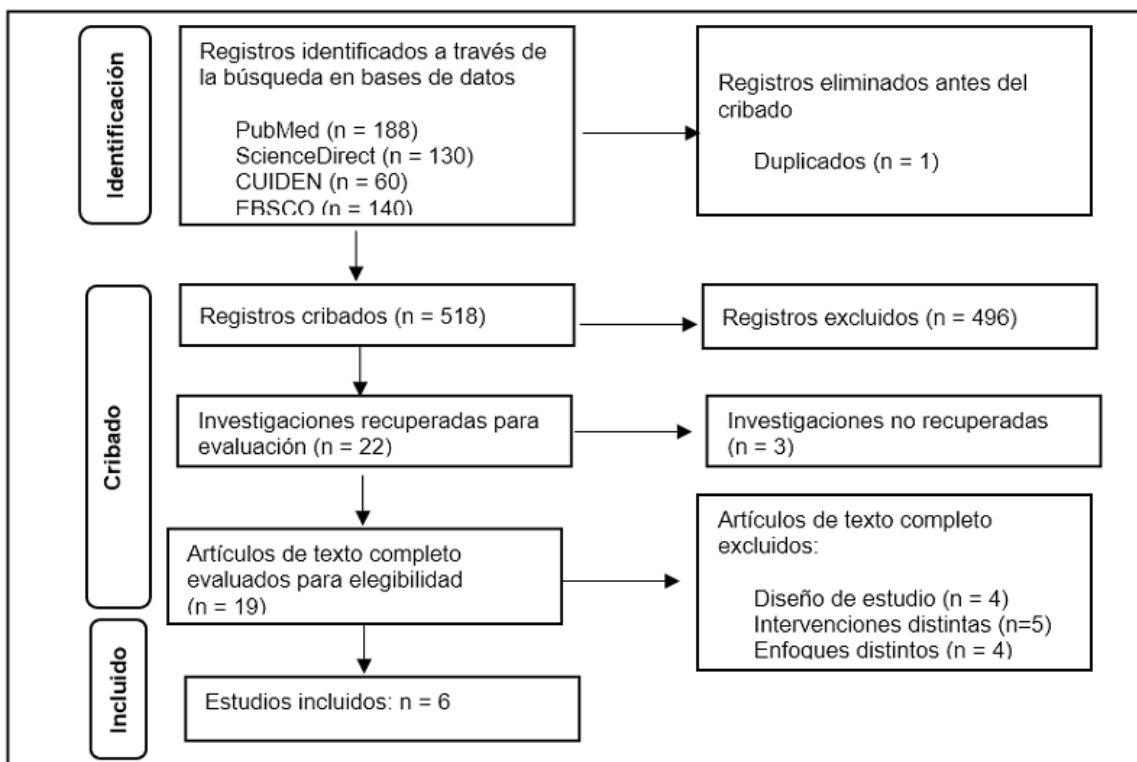 Identificación
Registros identificados a través de
la búsqueda en bases de datos
PubMed (n = 188)
ScienceDirect (n = 130)
CUIDEN (n = 60)
EBSCO (n = 140)
Registros eliminados antes del
cribado
Duplicados (n = 1)
Cribado
Registros cribados (n = 518)
Registros excluidos (n = 496)
Investigaciones recuperadas para
evaluación (n = 22)
Investigaciones no recuperadas
(n = 3)
Artículos de texto completo
evaluados para elegibilidad
(n = 19)
Artículos de texto completo
excluidos:
Diseño de estudio (n = 4)
Intervenciones distintas (n=5)
Enfoques distintos (n = 4)
Incluido
Estudios incluidos: n = 6